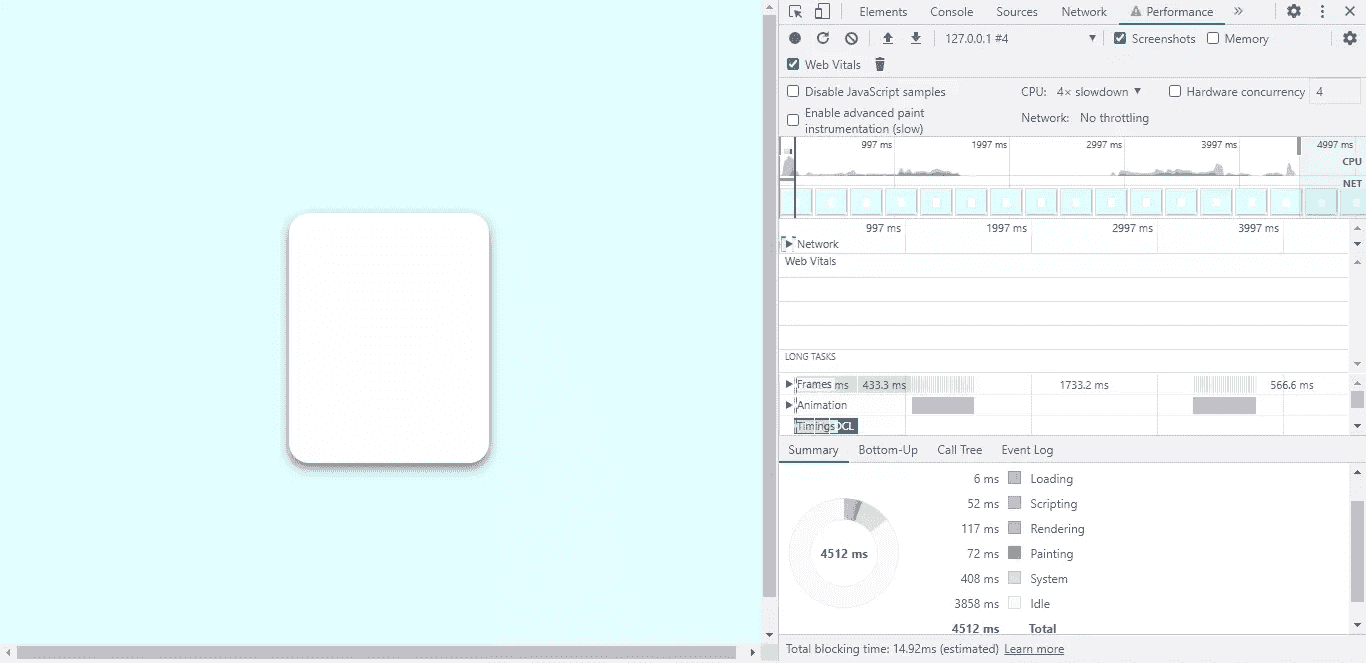 Elements Console Sources Network Performance »
127.0.0.1 #4 Screenshots Memory
Web Vitals
Disable JavaScript samples CPU: 4× slowdown Hardware concurrency 4
Enable advanced paint
instrumentation (slow) Network: No throttling
997 ms 1997 ms 2997 ms 3997 ms 4997 ms
CPU
NET
997 ms 1997 ms 2997 ms 3997 ms
Network
Web Vitals
LONG TASKS
Frames ms 433.3 ms 1733.2 ms 566.6 ms
Animation
Timings DCL
Summary Bottom-Up Call Tree Event Log
6 ms Loading
52 ms Scripting
117 ms Rendering
4512 ms 72 ms Painting
408 ms System
3858 ms Idle
4512 ms Total
Total blocking time: 14.92ms (estimated) Learn more